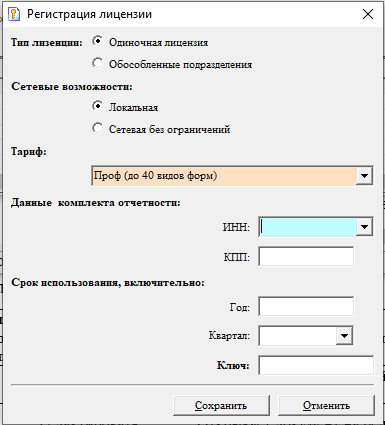 Регистрация лицензии
Тип лизенции: Одиночная лицензия
Обособленные подразделения
Сетевые возможности:
Локальная
Сетевая без ограничений
Тариф:
Проф (до 40 видов форм)
Данные комплекта отчетности:
ИНН:
КПП:
Срок использования, включительно:
Год:
Квартал:
Ключ:
Сохранить Отменить